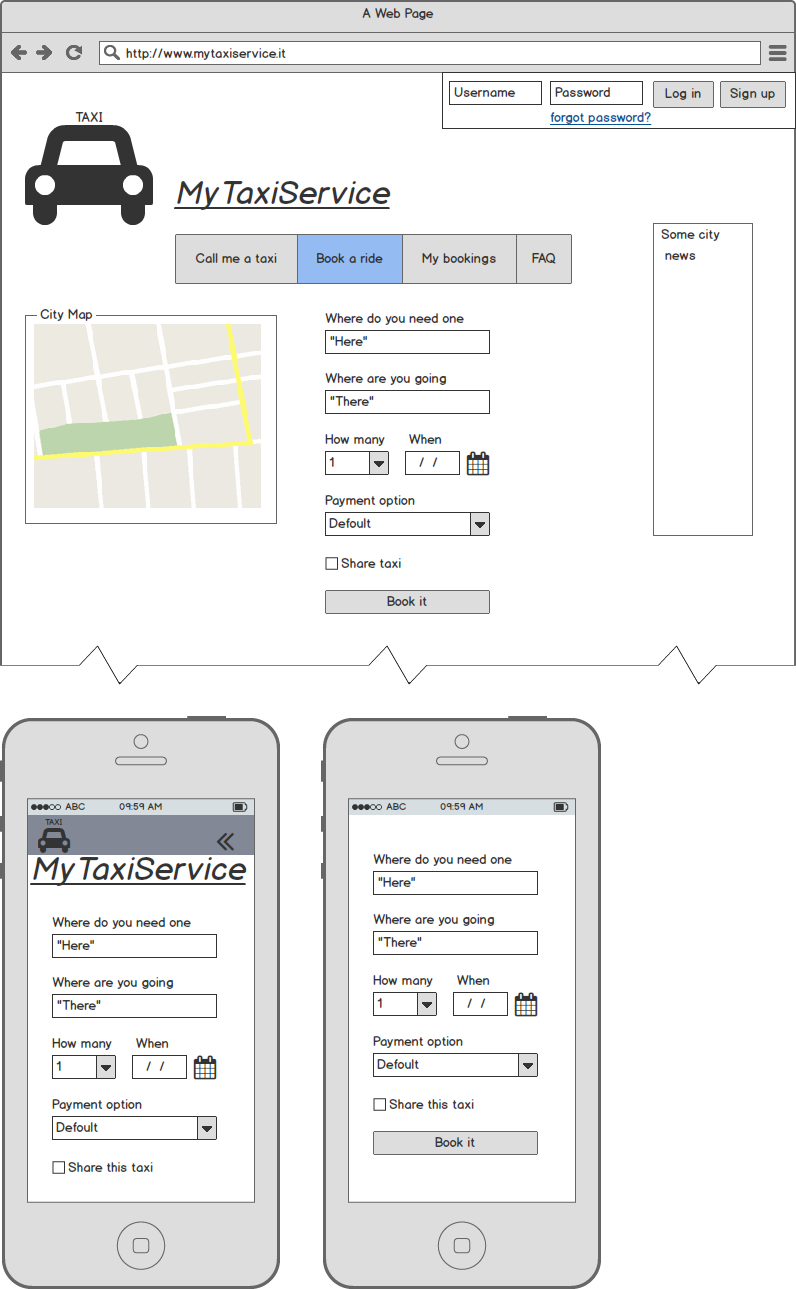 A Web Page
http://www.mytaxiservice.it
Username
Password
Log in
Sign up
forgot password?
TAXI
MyTaxiService
Call me a taxi
Book a ride
My bookings
FAQ
Some city
news
City Map
Where do you need one
"Here"
Where are you going
"There"
How many When
1 / /
Payment option
Defoult
Share taxi
Book it
ABC 09:59 AM
TAXI
MyTaxiService
Where do you need one
"Here"
Where are you going
"There"
How many When
1 / /
Payment option
Defoult
Share this taxi
ABC 09:59 AM
Where do you need one
"Here"
Where are you going
"There"
How many When
1 / /
Payment option
Default
Share this taxi
Book it